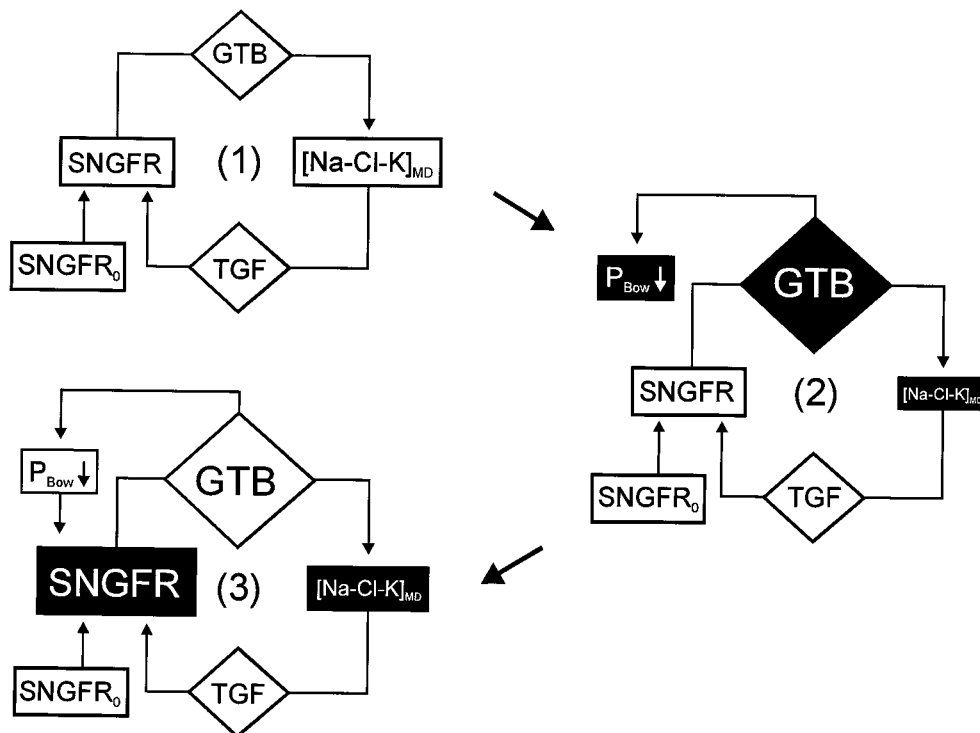 GTB
SNGFR
(1)
[Na-Cl-K]MD
SNGFR0
TGF
PBow ↓
GTB
SNGFR
(2)
[Na-Cl-K]MD
SNGFR0
TGF
PBow ↓
GTB
SNGFR
(3)
[Na-Cl-K]MD
SNGFR0
TGF